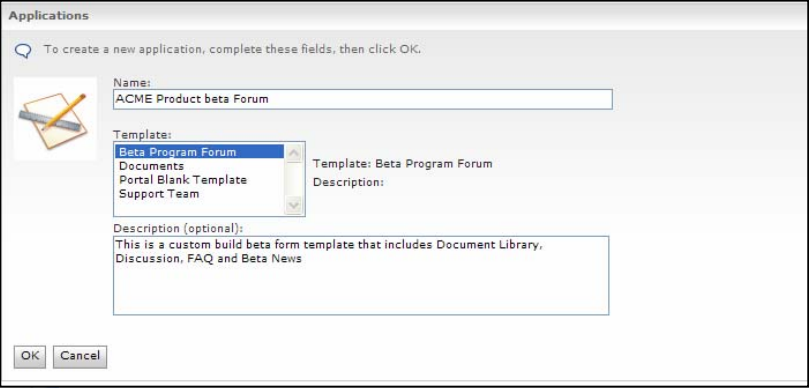 Applications
To create a new application, complete these fields, then click OK.
Name:
ACME Product beta Forum
Template:
Beta Program Forum
Documents
Portal Blank Template
Support Team
Template: Beta Program Forum
Description:
Description (optional):
This is a custom build beta form template that includes Document Library,
Discussion, FAQ and Beta News
OK
Cancel